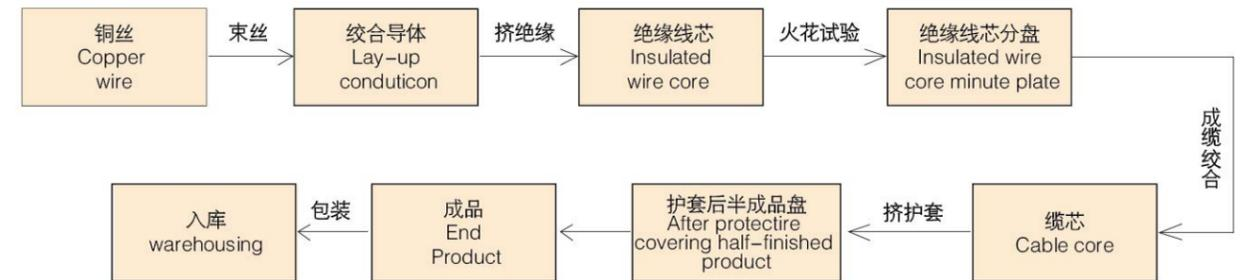 铜丝
Copper
wire
束丝
绞合导体
Lay-up
conduticon
挤绝缘
绝缘线芯
Insulated
wire core
火花试验
绝缘线芯分盘
Insulated wire
core minute plate
成缆绞合
缆芯
Cable core
挤护套
护套后半成品盘
After protectire
covering half-finished
product
成品
End
Product
包装
入库
warehousing